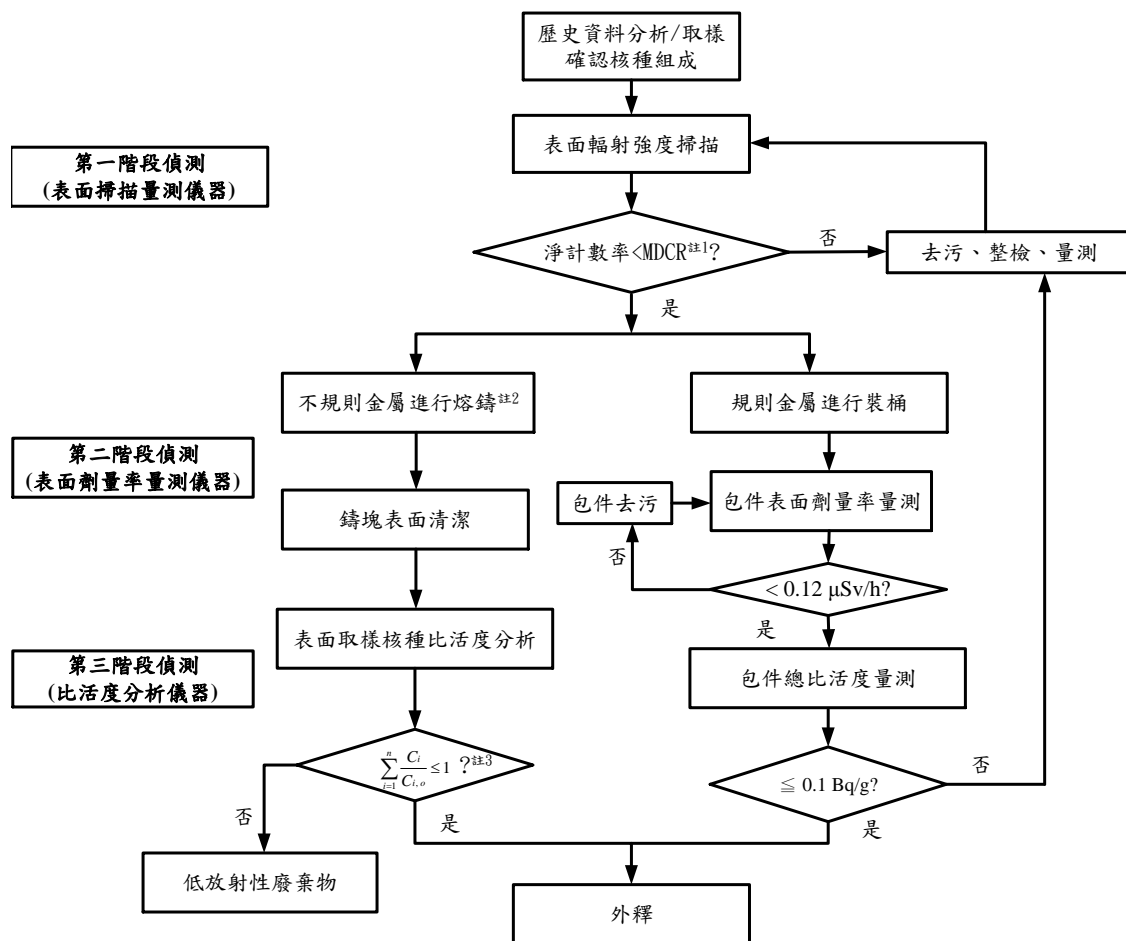 歷史資料分析/取樣
確認核種組成
表面輻射強度掃描
第一階段偵測
(表面掃描量測儀器)
淨計數率<MDCR註1?
否
去污、整檢、量測
是
不規則金屬進行熔鑄註2
規則金屬進行裝桶
第二階段偵測
(表面劑量率量測儀器)
鑄塊表面清潔
包件去污
包件表面劑量率量測
否
< 0.12 μSv/h?
是
表面取樣核種比活度分析
第三階段偵測
(比活度分析儀器)
包件總比活度量測
∑_{i=1}^{n} C_i/C_{i,o} ≤1 ?註3
≦ 0.1 Bq/g?
否
否
是
是
低放射性廢棄物
外釋